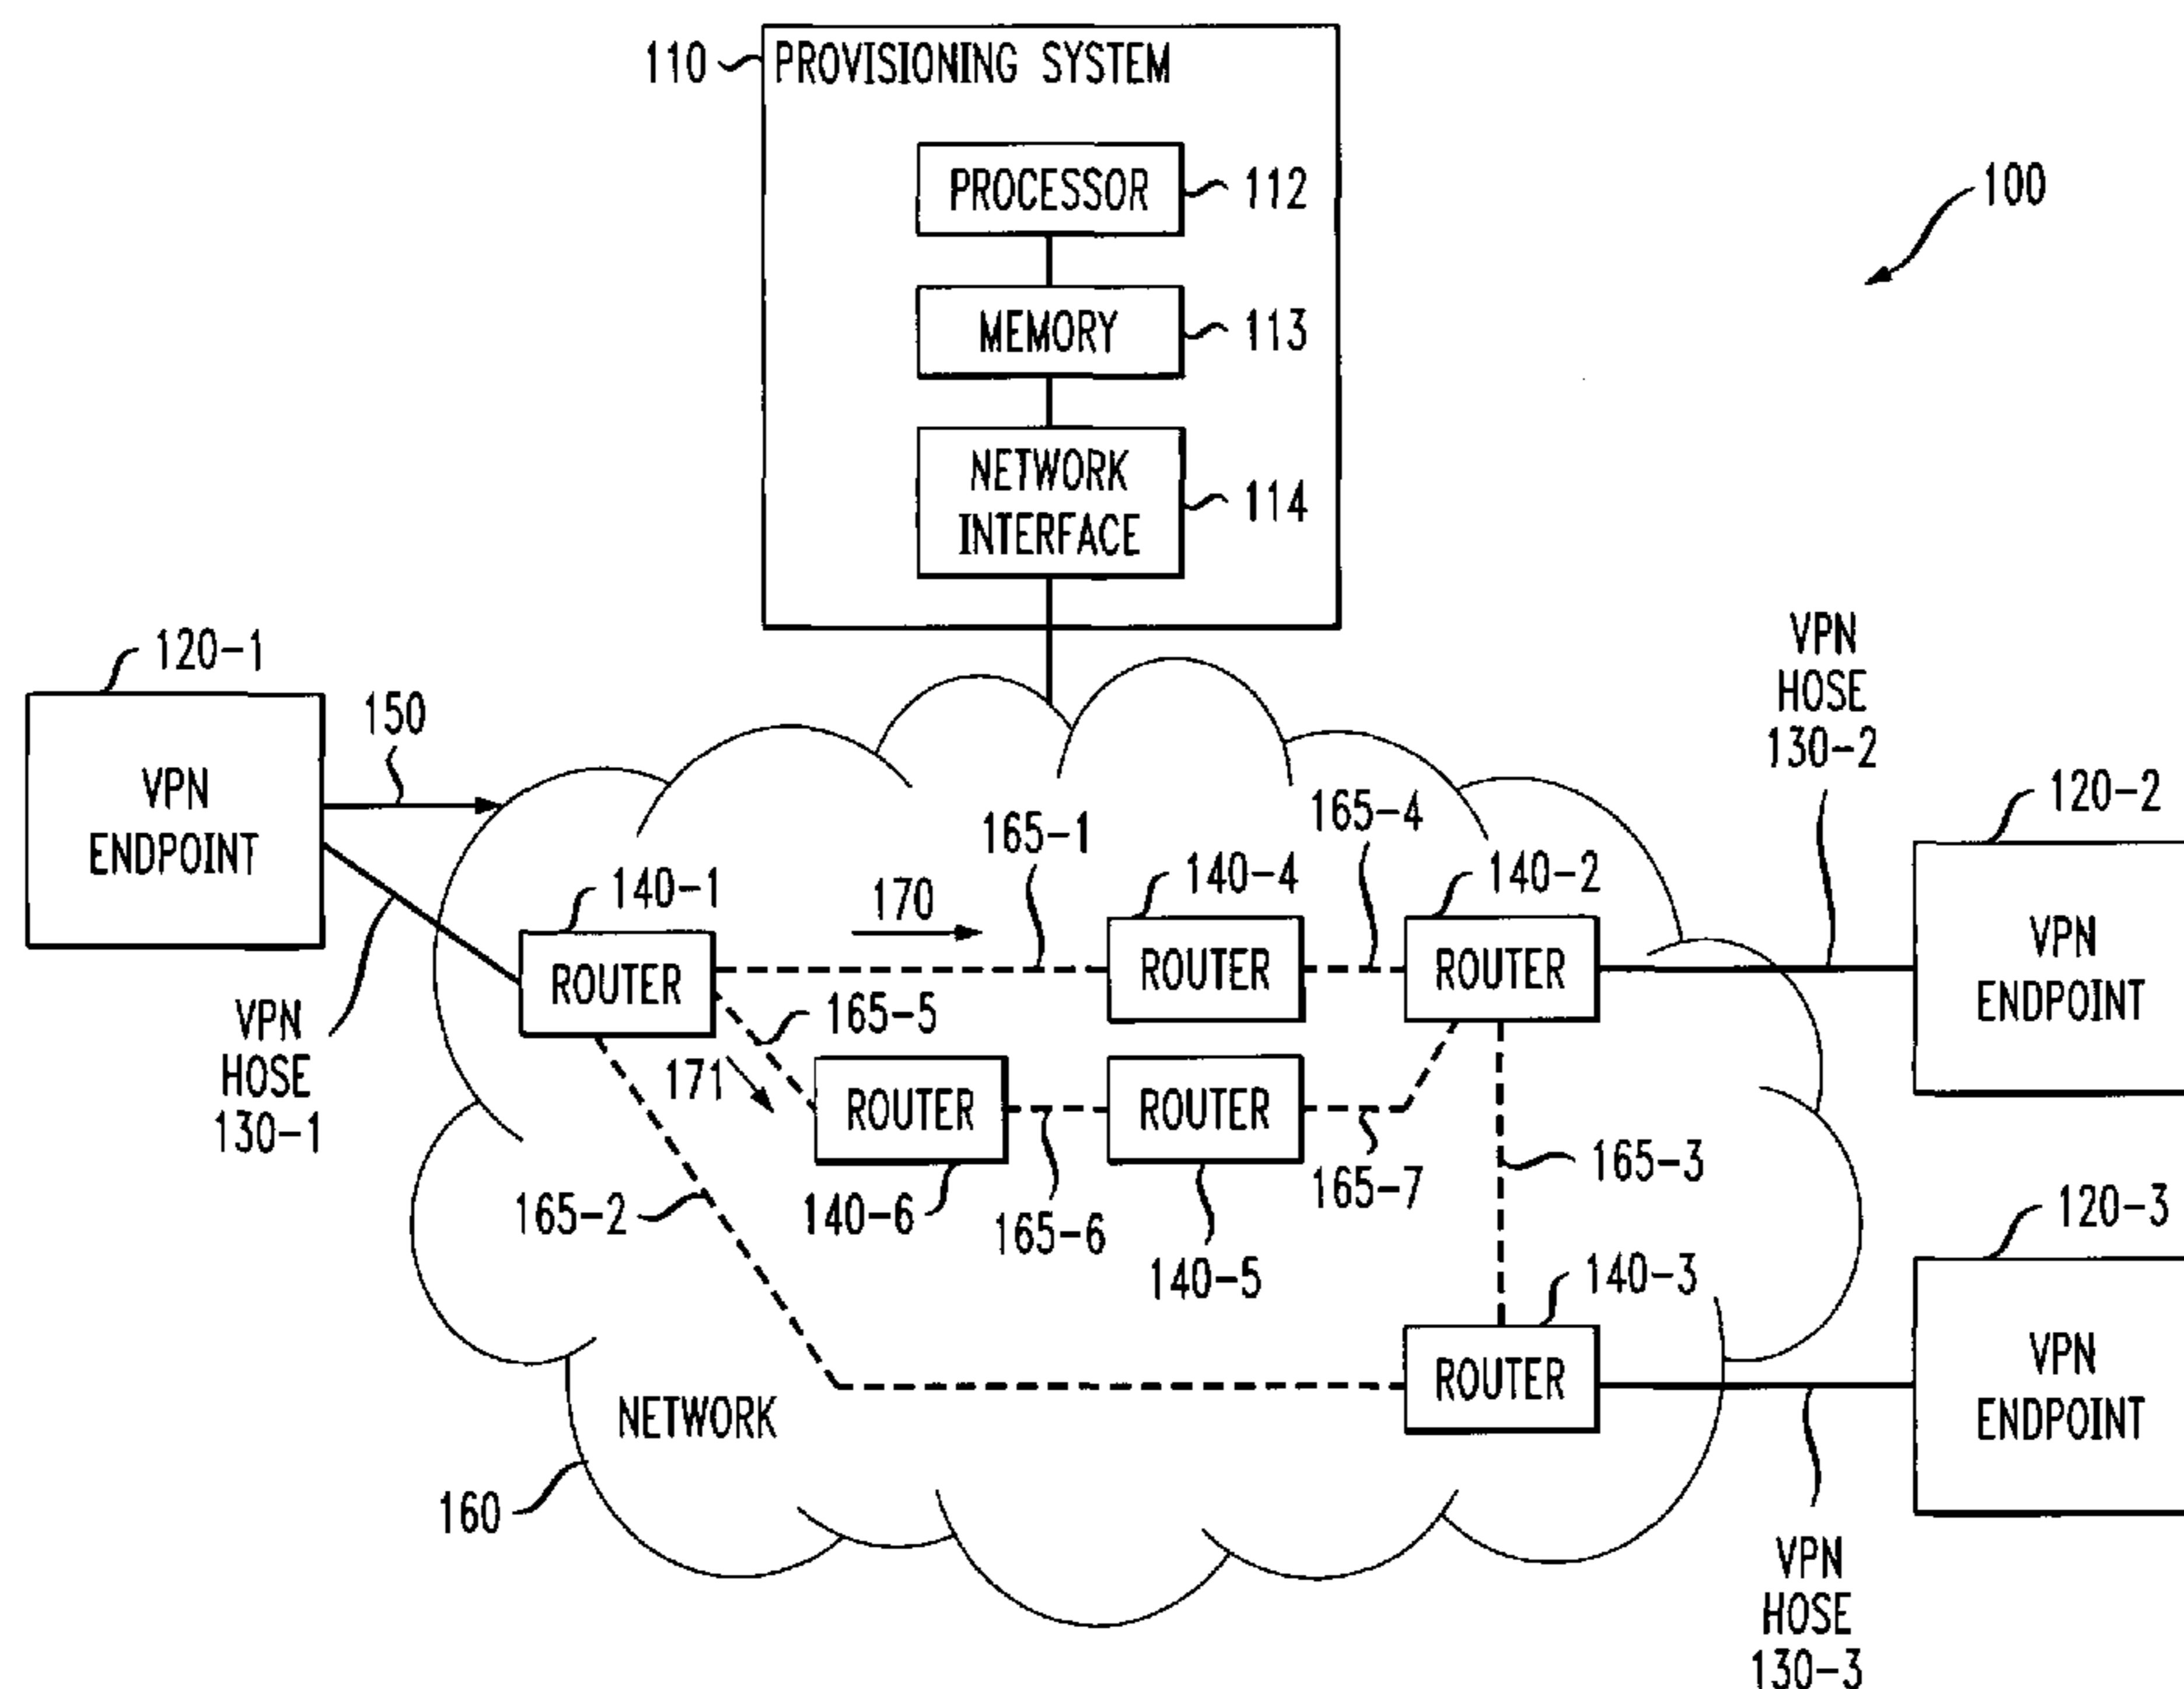 110
PROVISIONING SYSTEM
PROCESSOR
112
100
MEMORY
113
NETWORK
INTERFACE
114
120-1
150
VPN
ENDPOINT
VPN
HOSE
130-2
120-2
VPN
ENDPOINT
165-1
165-4
140-1
170
140-4
140-2
ROUTER
ROUTER
ROUTER
165-5
VPN
HOSE
130-1
171
ROUTER
ROUTER
165-2
140-6
165-6
140-5
165-7
165-3
120-3
140-3
ROUTER
VPN
ENDPOINT
NETWORK
160
VPN
HOSE
130-3